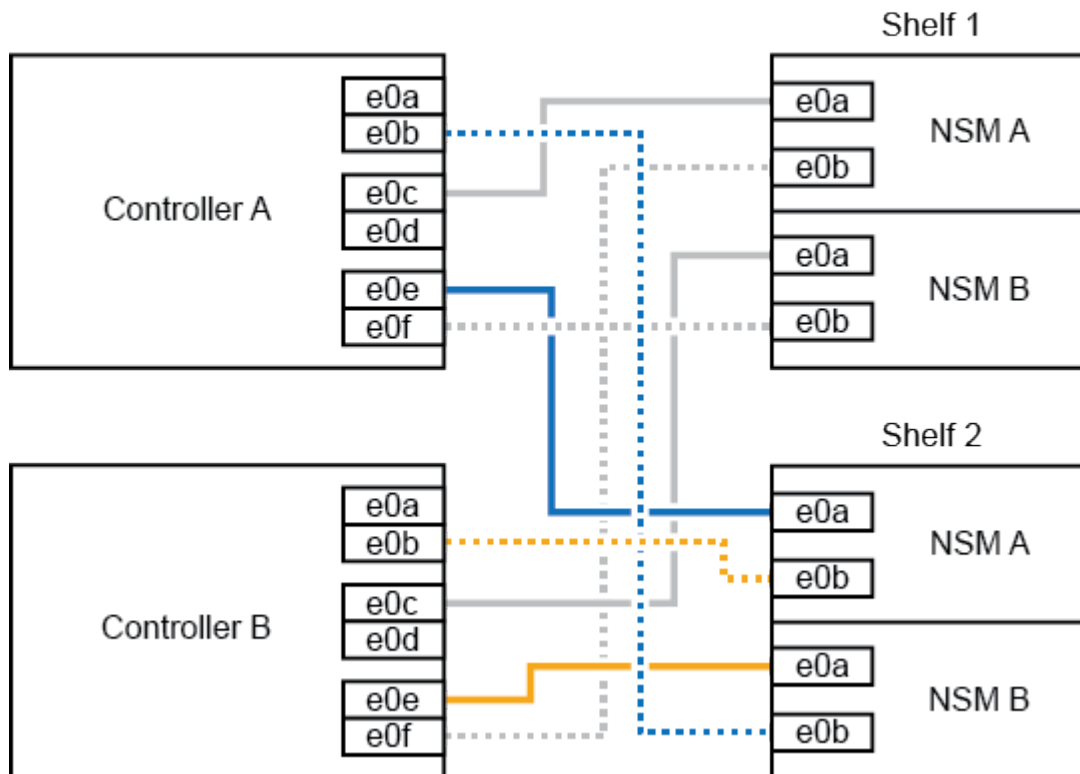 Shelf 1
Controller A
e0a
e0b
e0c
e0d
e0e
e0f
e0a
e0b
NSM A
e0a
e0b
NSM B
Shelf 2
Controller B
e0a
e0b
e0c
e0d
e0e
e0f
e0a
e0b
NSM A
e0a
e0b
NSM B